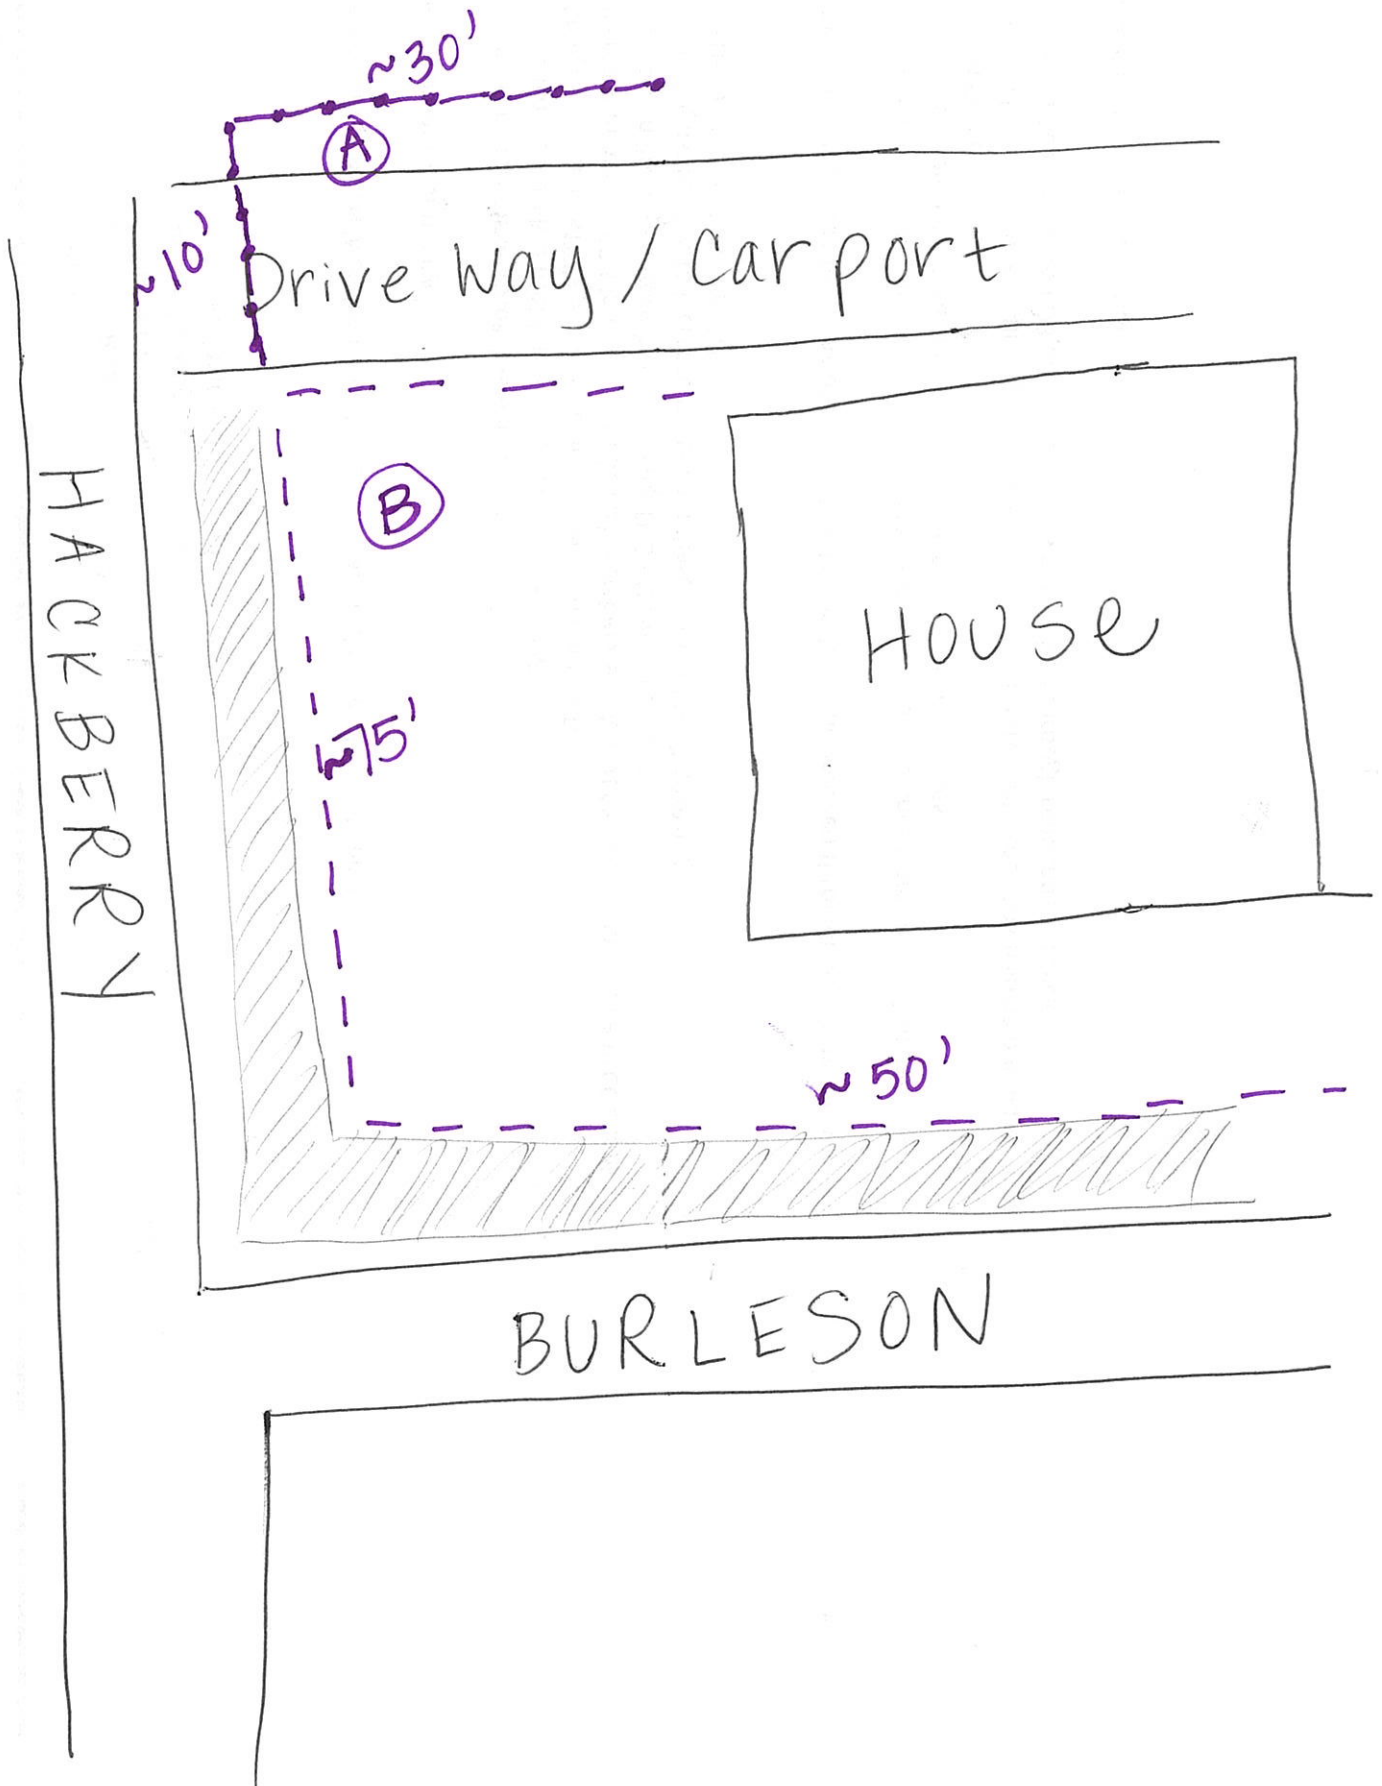 ~30'
A
~10'
Drive Way / Carport
B
HACKBERRY
HOUSE
~75'
~50'
BURLESON